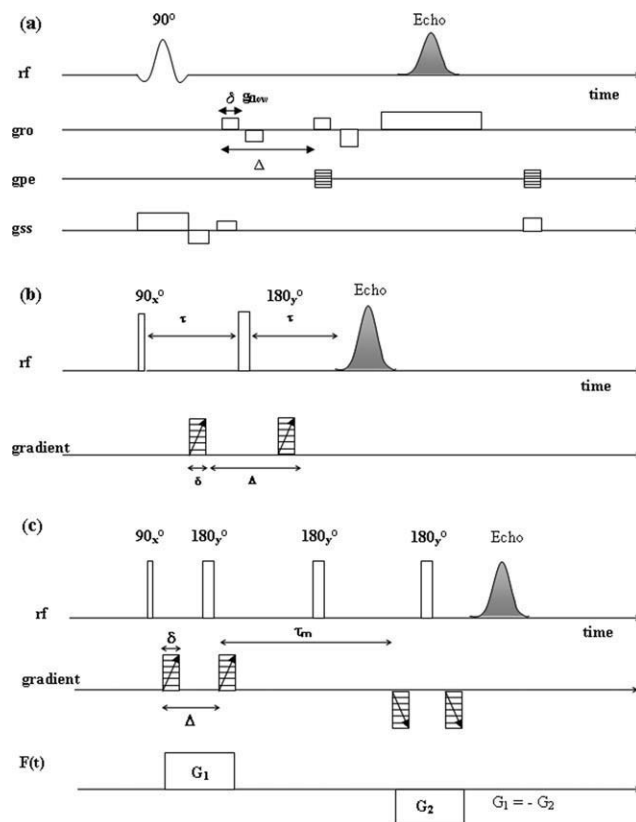 (a)
90°
Echo
rf
time
δ gflow
gro
Δ
gpe
gss
(b)
90x° 180y° Echo
τ τ
rf
time
gradient
δ Δ
(c)
90x° 180y° 180y° 180y° Echo
rf
time
δ τm
gradient
Δ
F(t)
G1
G2 G1 = - G2